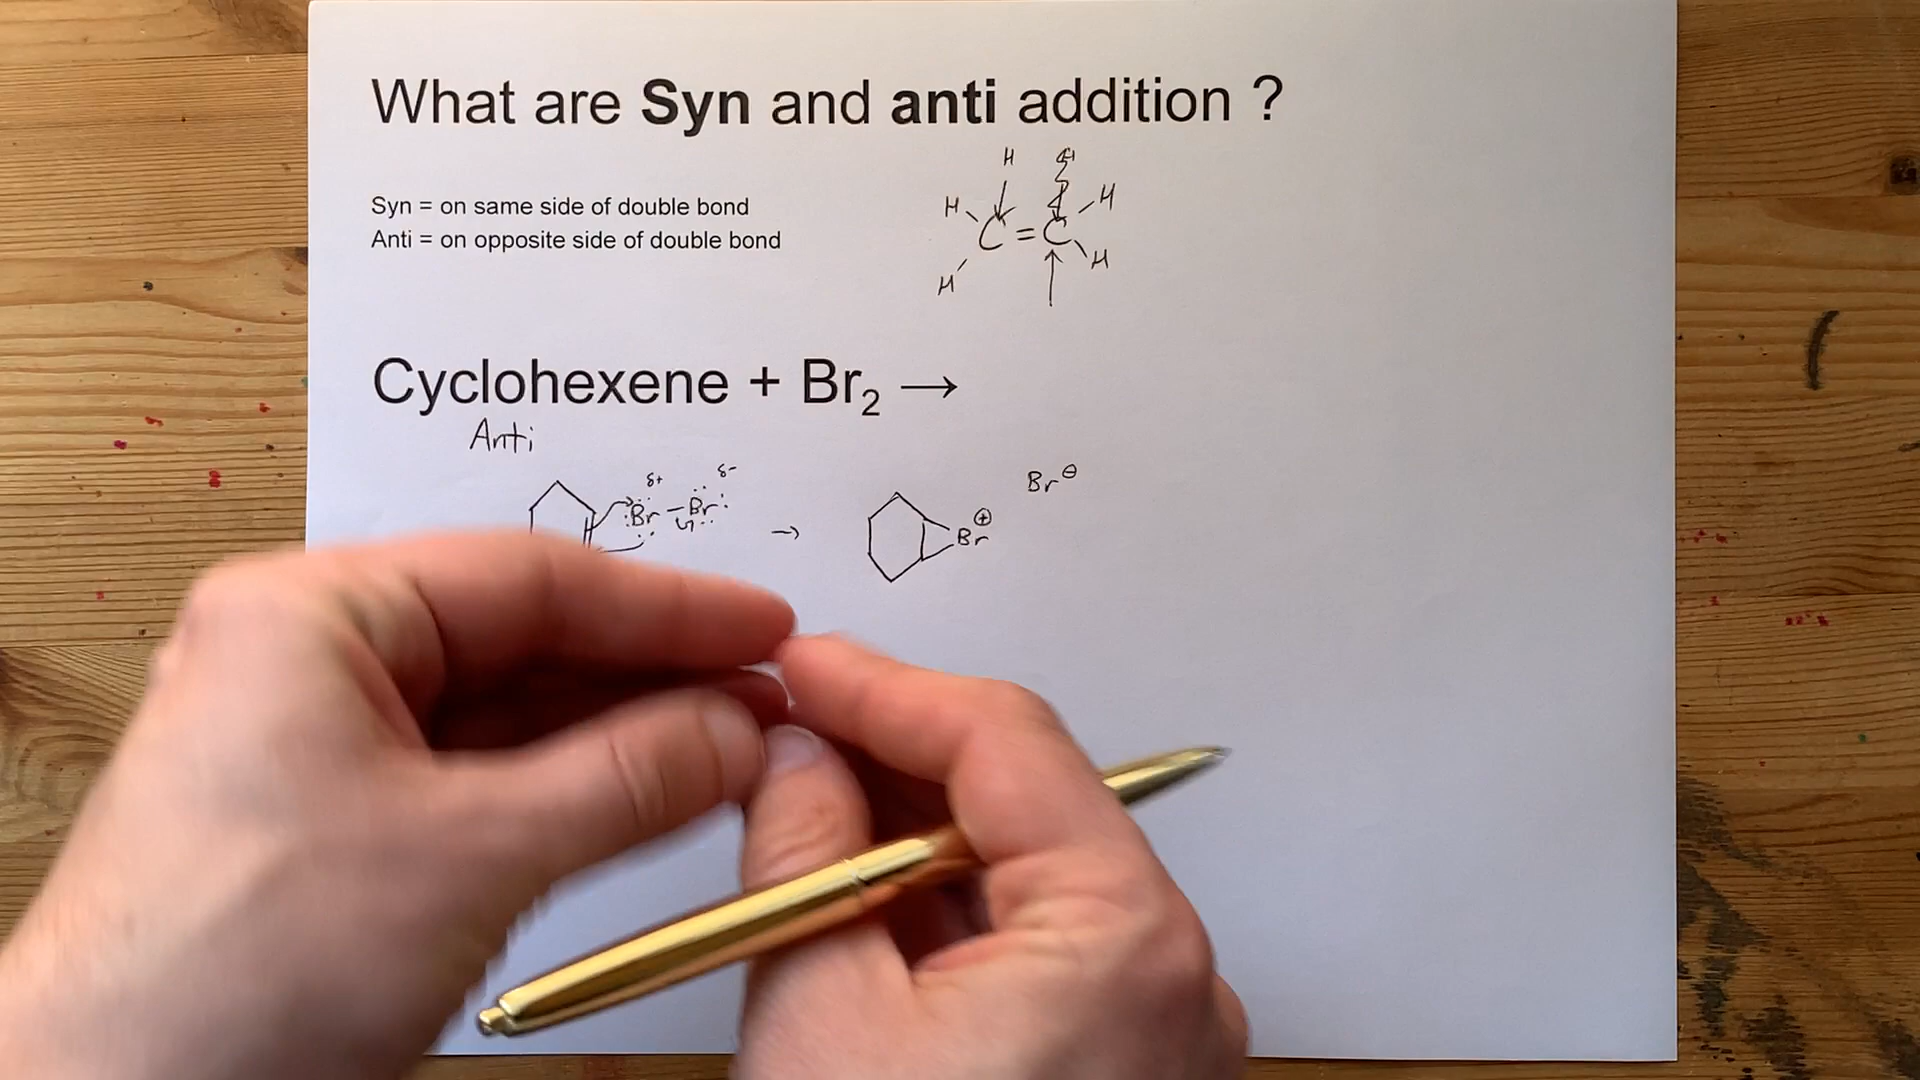 What are Syn and anti addition ?
Syn = on same side of double bond
Anti = on opposite side of double bond
H
H H
C = C
H H
Cyclohexene + Br₂ →
Anti
δ+ δ-
:Br – Br: → Br⊕ Br⊖